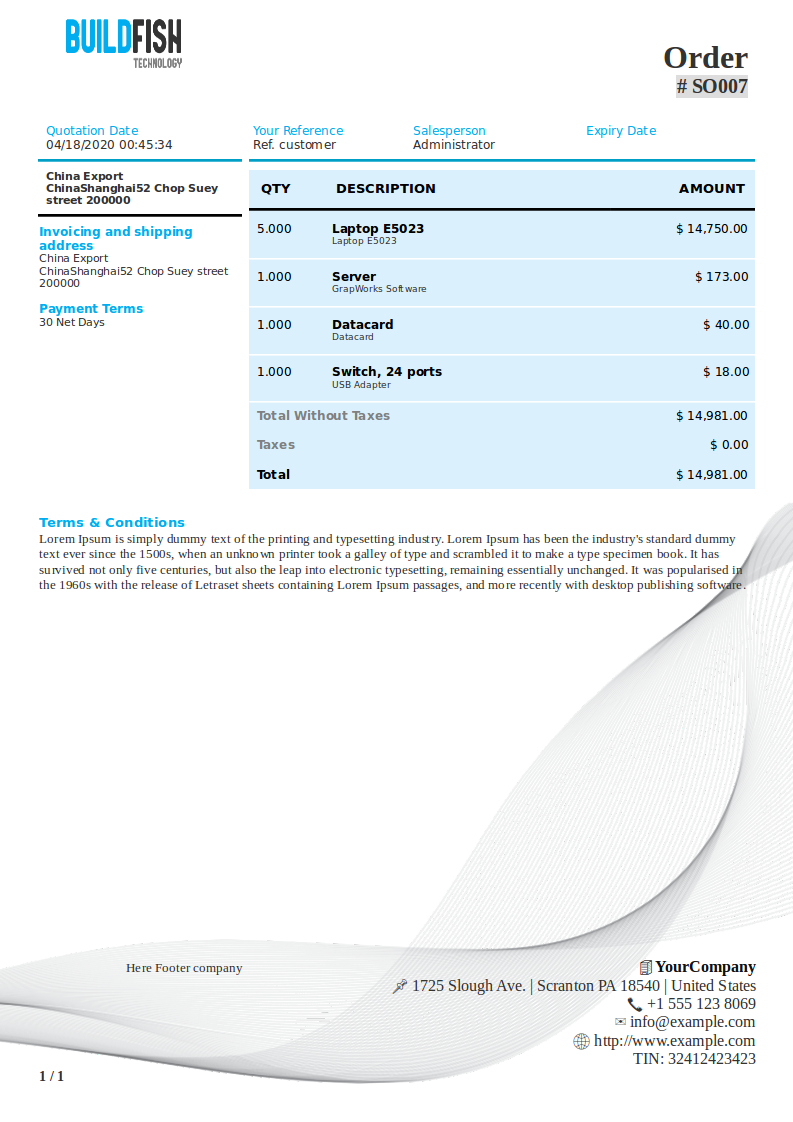 BUILDFISH
TECHNOLOGY
Order
# SO007
Quotation Date Your Reference Salesperson Expiry Date
04/18/2020 00:45:34 Ref. customer Administrator
China Export
ChinaShanghai52 Chop Suey
street 200000
Invoicing and shipping
address
China Export
ChinaShanghai52 Chop Suey street
200000
Payment Terms
30 Net Days
QTY DESCRIPTION AMOUNT
5.000 Laptop E5023 $ 14,750.00
Laptop E5023
1.000 Server $ 173.00
GrapWorks Software
1.000 Datacard $ 40.00
Datacard
1.000 Switch, 24 ports $ 18.00
USB Adapter
Total Without Taxes $ 14,981.00
Taxes $ 0.00
Total $ 14,981.00
Terms & Conditions
Lorem Ipsum is simply dummy text of the printing and typesetting industry. Lorem Ipsum has been the industry's standard dummy
text ever since the 1500s, when an unknown printer took a galley of type and scrambled it to make a type specimen book. It has
survived not only five centuries, but also the leap into electronic typesetting, remaining essentially unchanged. It was popularised in
the 1960s with the release of Letraset sheets containing Lorem Ipsum passages, and more recently with desktop publishing software.
Here Footer company
YourCompany
1725 Slough Ave. | Scranton PA 18540 | United States
+1 555 123 8069
info@example.com
http://www.example.com
TIN: 32412423423
1 / 1